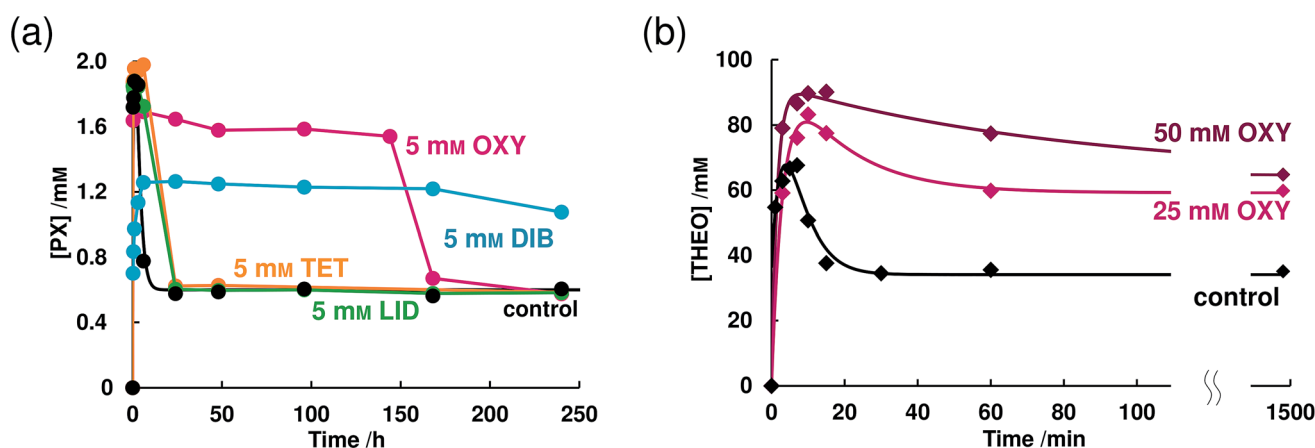 (a)
2.0
1.6
1.2
0.8
0.4
0
[PX] /mM
5 mM OXY
5 mM DIB
5 mM TET
5 mM LID
control
0 50 100 150 200 250
Time /h
(b)
100
80
60
40
20
0
[THEO] /mM
50 mM OXY
25 mM OXY
control
0 20 40 60 80 100 1500
Time /min